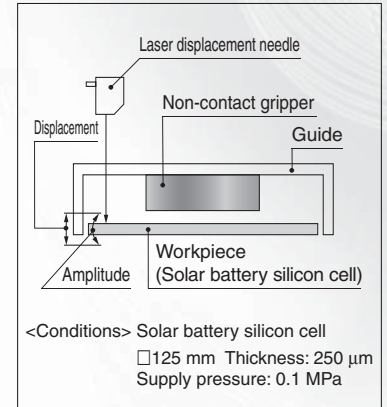 Laser displacement needle
Non-contact gripper
Displacement
Guide
Workpiece
(Solar battery silicon cell)
Amplitude
<Conditions> Solar battery silicon cell
□125 mm Thickness: 250 μm
Supply pressure: 0.1 MPa